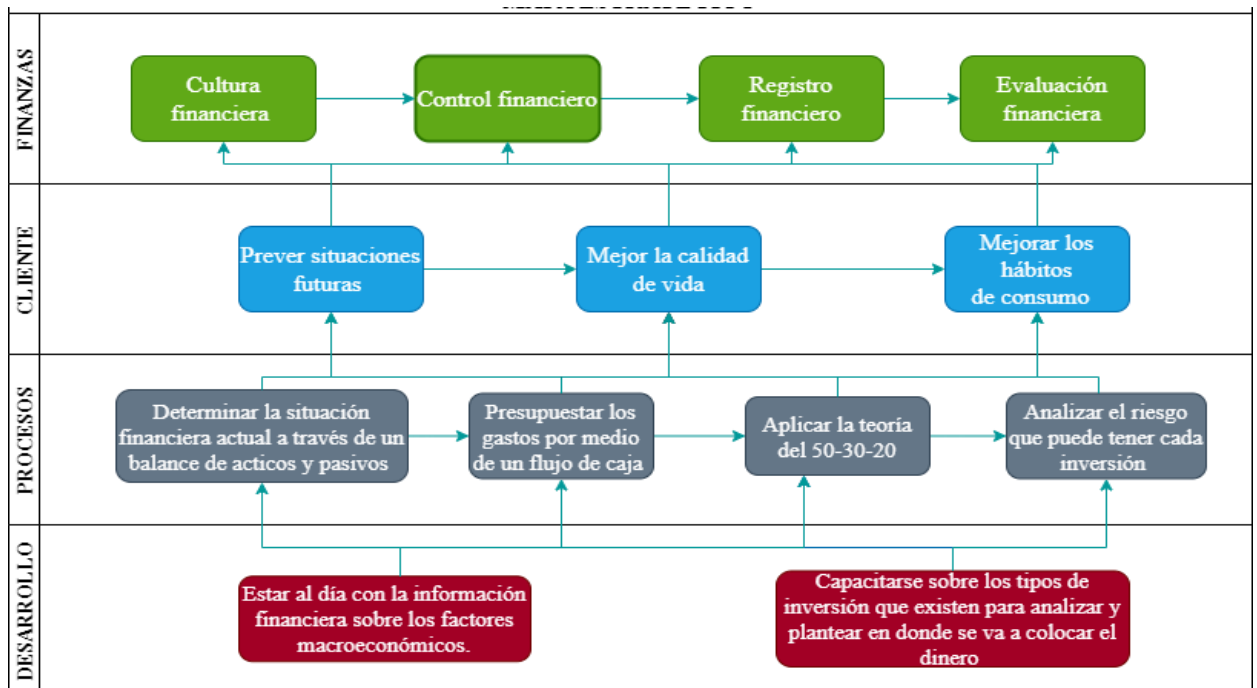 FINANZAS
Cultura
financiera
Control financiero
Registro
financiero
Evaluación
financiera
CLIENTE
Prever situaciones
futuras
Mejor la calidad
de vida
Mejorar los
hábitos
de consumo
PROCESOS
Determinar la situación
financiera actual a través de un
balance de acticos y pasivos
Presupuestar los
gastos por medio
de un flujo de caja
Aplicar la teoría
del 50-30-20
Analizar el riesgo
que puede tener cada
inversión
DESARROLLO
Estar al día con la información
financiera sobre los factores
macroeconómicos.
Capacitarse sobre los tipos de
inversión que existen para analizar y
plantear en donde se va a colocar el
dinero